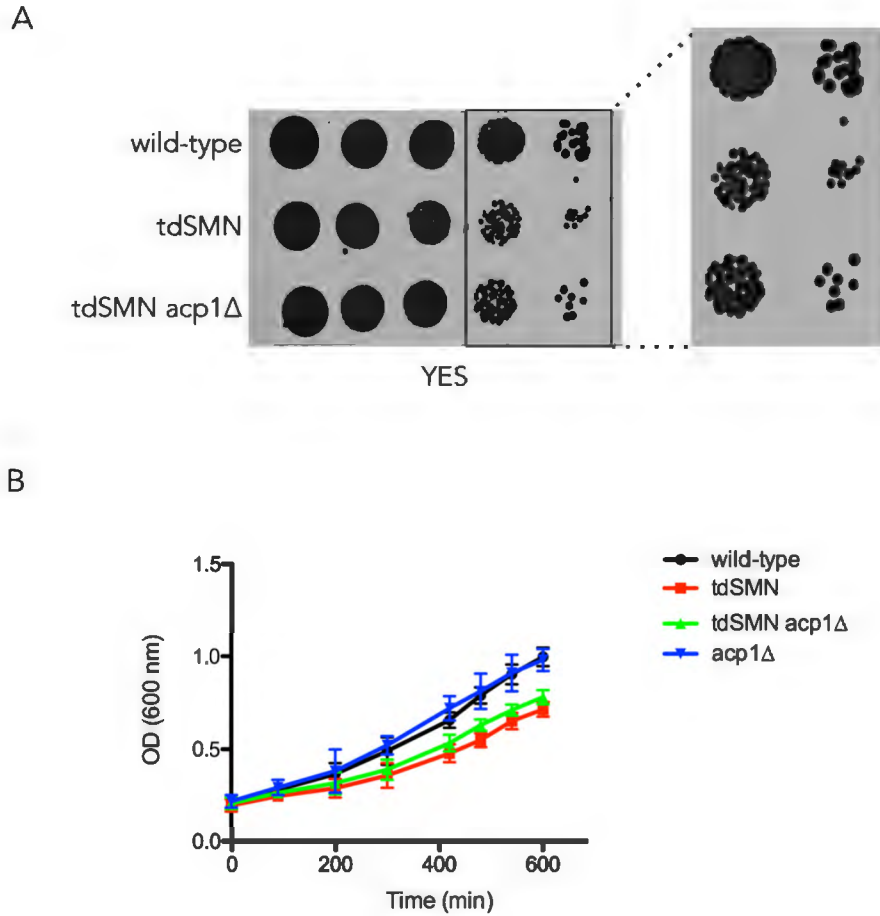 A
wild-type
tdSMN
tdSMN acp1Δ
YES
B
1.5
1.0
0.5
0.0
OD (600 nm)
0 200 400 600
Time (min)
wild-type
tdSMN
tdSMN acp1Δ
acp1Δ